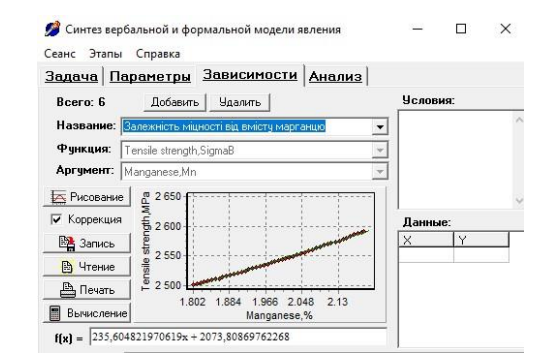 Синтез вербальной и формальной модели явления
Сеанс Этапы Справка
Задача Параметры Зависимости Анализ
Всего: 6 Добавить Удалить Условия:
Название: Залежність міцності від вмісту марганцю
Функция: Tensile strength,SigmaB
Аргумент: Manganese,Mn
Рисование
Коррекция
Запись
Чтение
Печать
Вычисление
Tensile strength,MPa
2 650
2 600
2 550
2 500
1.802 1.884 1.966 2.048 2.13
Manganese,%
Данные:
X Y
f(x) = 235,604821970619x + 2073,80869762268